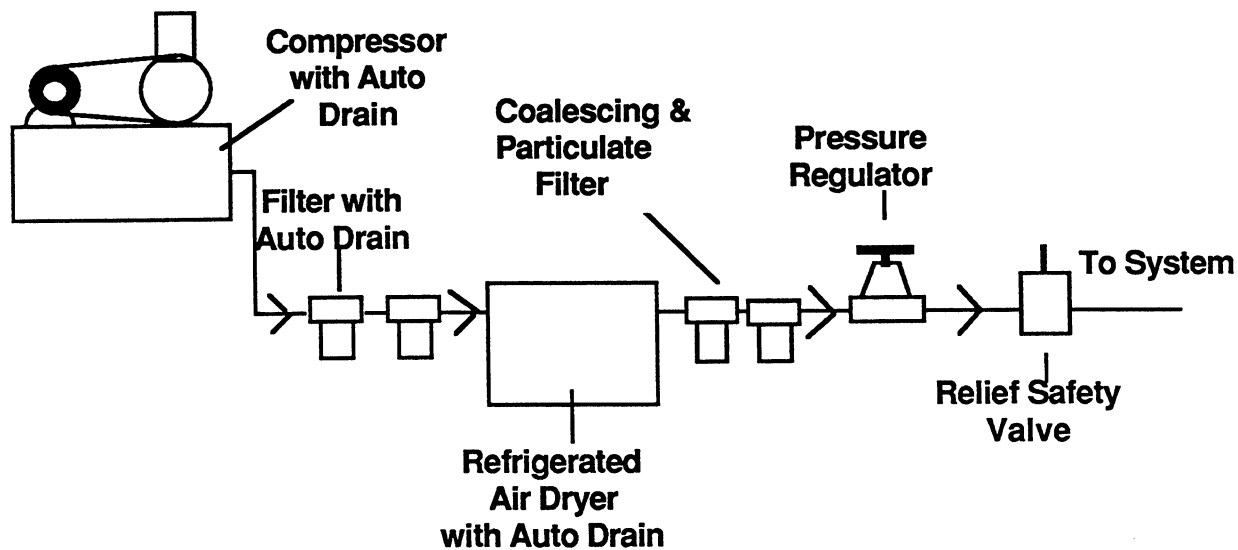 Compressor
with Auto
Drain
Filter with
Auto Drain
Coalescing &
Particulate
Filter
Pressure
Regulator
To System
Relief Safety
Valve
Refrigerated
Air Dryer
with Auto Drain